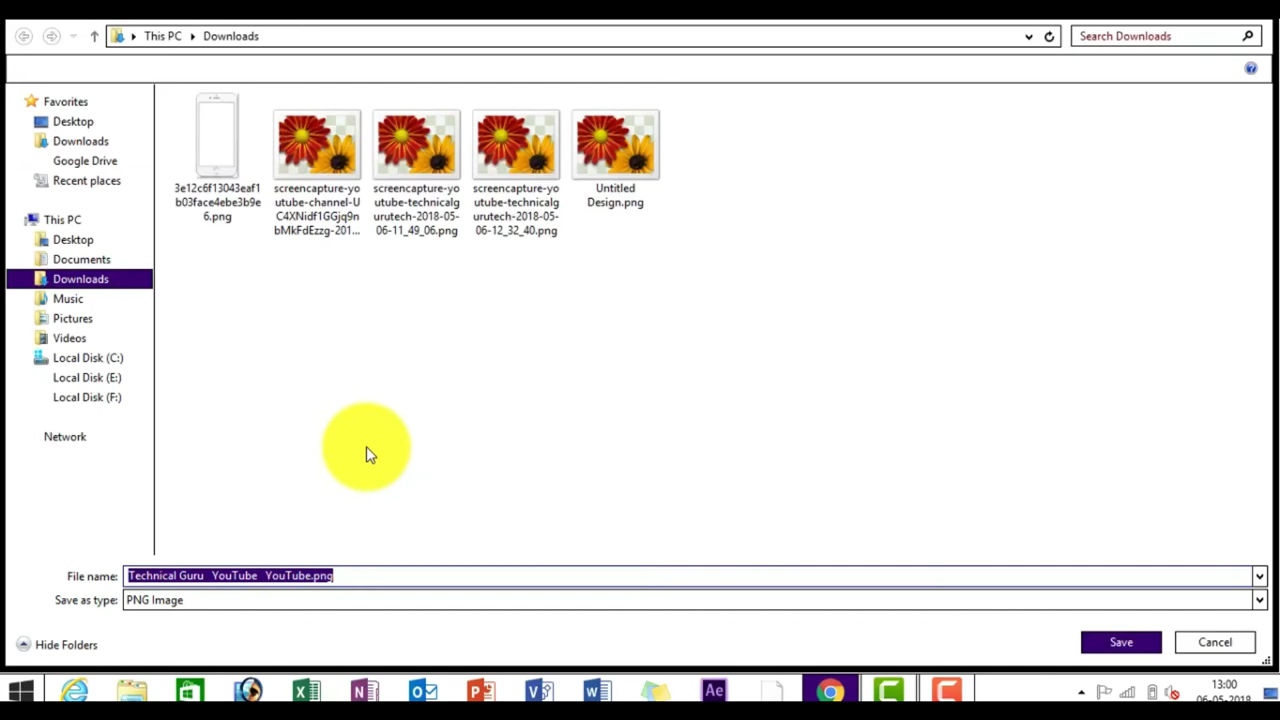 This PC Downloads
Search Downloads
Favorites
Desktop
Downloads
Google Drive
Recent places
This PC
Desktop
Documents
Downloads
Music
Pictures
Videos
Local Disk (C:)
Local Disk (E:)
Local Disk (F:)
Network
3e12c6f13043eaf1
b03face4ebe3b9e
6.png
screencapture-yo
utube-channel-U
C4XNidf1GGjq9n
bMkFdEzzg-201...
screencapture-yo
utube-technicalg
urutech-2018-05-
06-11_49_06.png
screencapture-yo
utube-technicalg
urutech-2018-05-
06-12_32_40.png
Untitled
Design.png
File name: Technical Guru YouTube YouTube.png
Save as type: PNG Image
Hide Folders
Save
Cancel
Ae
13:00
06-05-2018